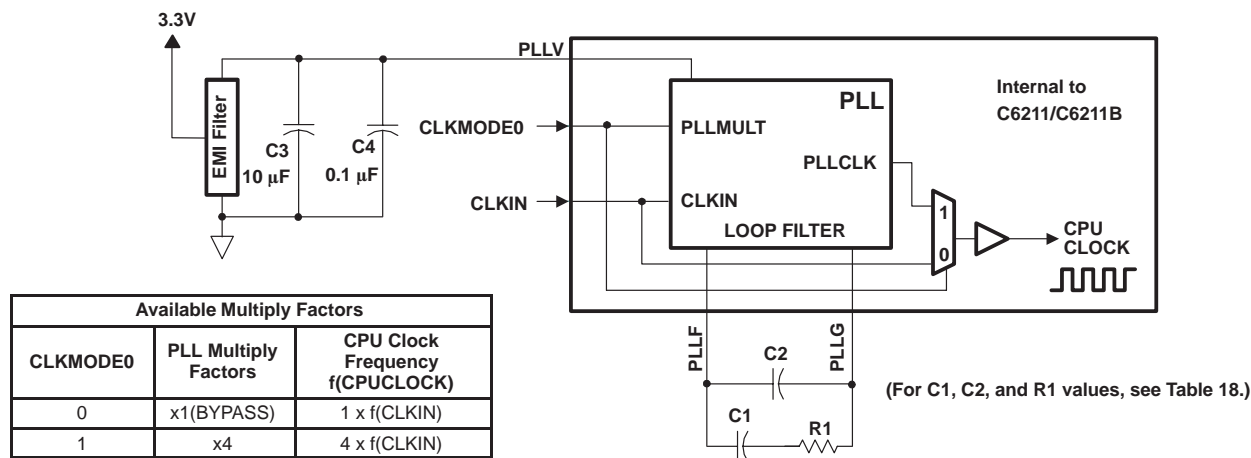 3.3V
PLLV
EMI Filter
C3
10 μF
C4
0.1 μF
CLKMODE0
CLKIN
Internal to
C6211/C6211B
PLL
PLLMULT
PLLCLK
CLKIN
LOOP FILTER
1
0
CPU
CLOCK
PLLF
PLLG
C2
C1
R1
(For C1, C2, and R1 values, see Table 18.)
Available Multiply Factors
CLKMODE0
PLL Multiply
Factors
CPU Clock
Frequency
f(CPUCLOCK)
0
x1(BYPASS)
1 x f(CLKIN)
1
x4
4 x f(CLKIN)